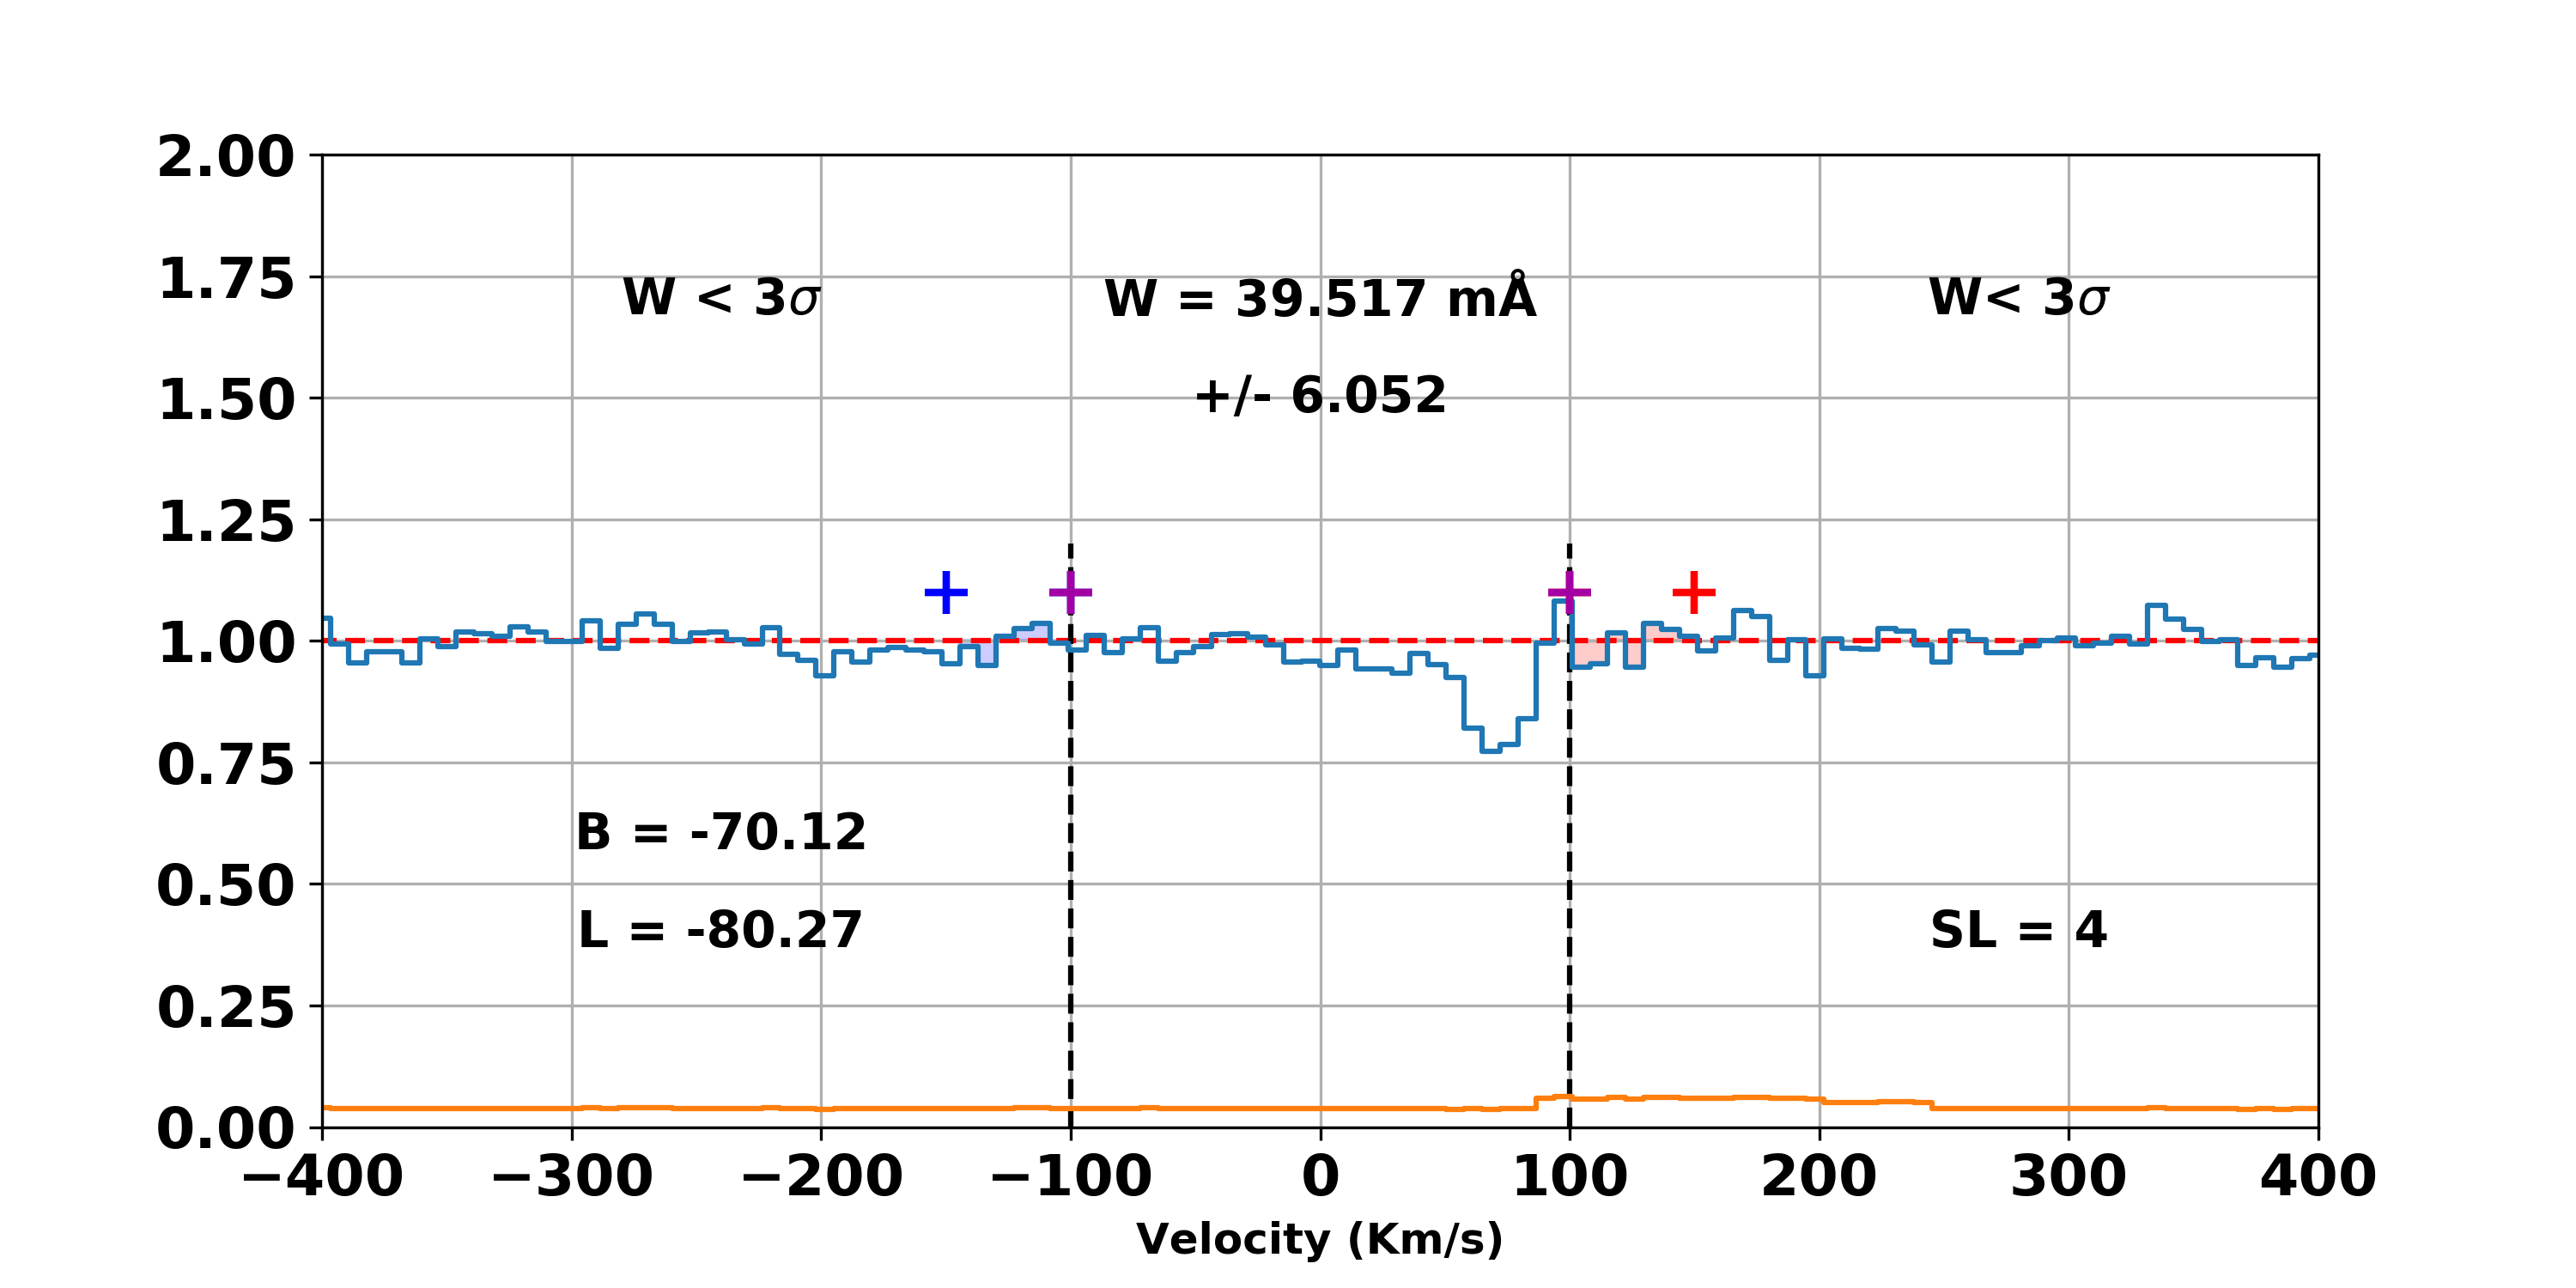 2.00
1.75
1.50
1.25
1.00
0.75
0.50
0.25
0.00
W < 3σ
W = 39.517 mÅ
+/- 6.052
W< 3σ
B = -70.12
L = -80.27
SL = 4
−400 −300 −200 −100 0 100 200 300 400
Velocity (Km/s)